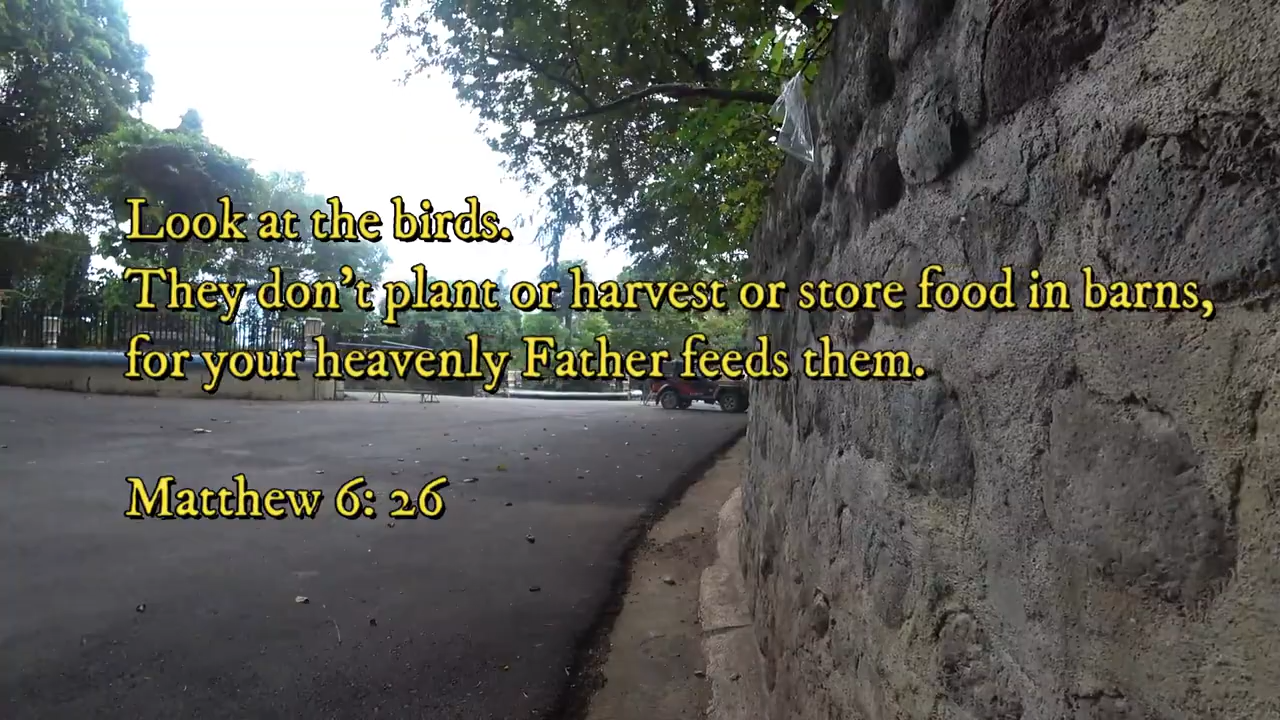 Look at the birds.
They don't plant or harvest or store food in barns,
for your heavenly Father feeds them.
Matthew 6: 26